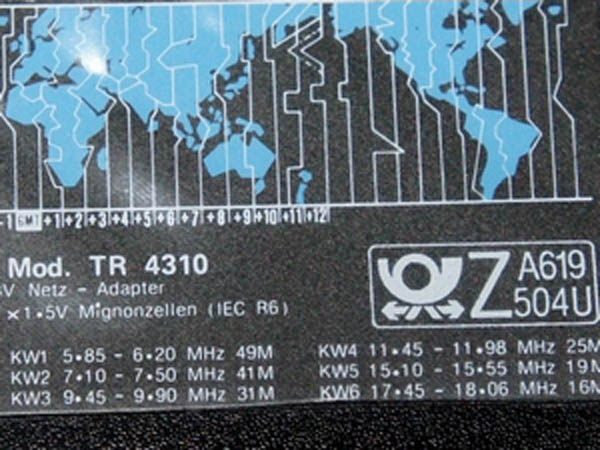 -1 GMT +1 +2 +3 +4 +5 +6 +7 +8 +9 +10 +11 +12
Mod. TR 4310
V Netz - Adapter
x 1.5V Mignonzellen (IEC R6)
Z A619
504U
KW1 5.85 - 6.20 MHz 49M
KW2 7.10 - 7.50 MHz 41M
KW3 9.45 - 9.90 MHz 31M
KW4 11.45 - 11.98 MHz 25M
KW5 15.10 - 15.55 MHz 19M
KW6 17.45 - 18.06 MHz 16M